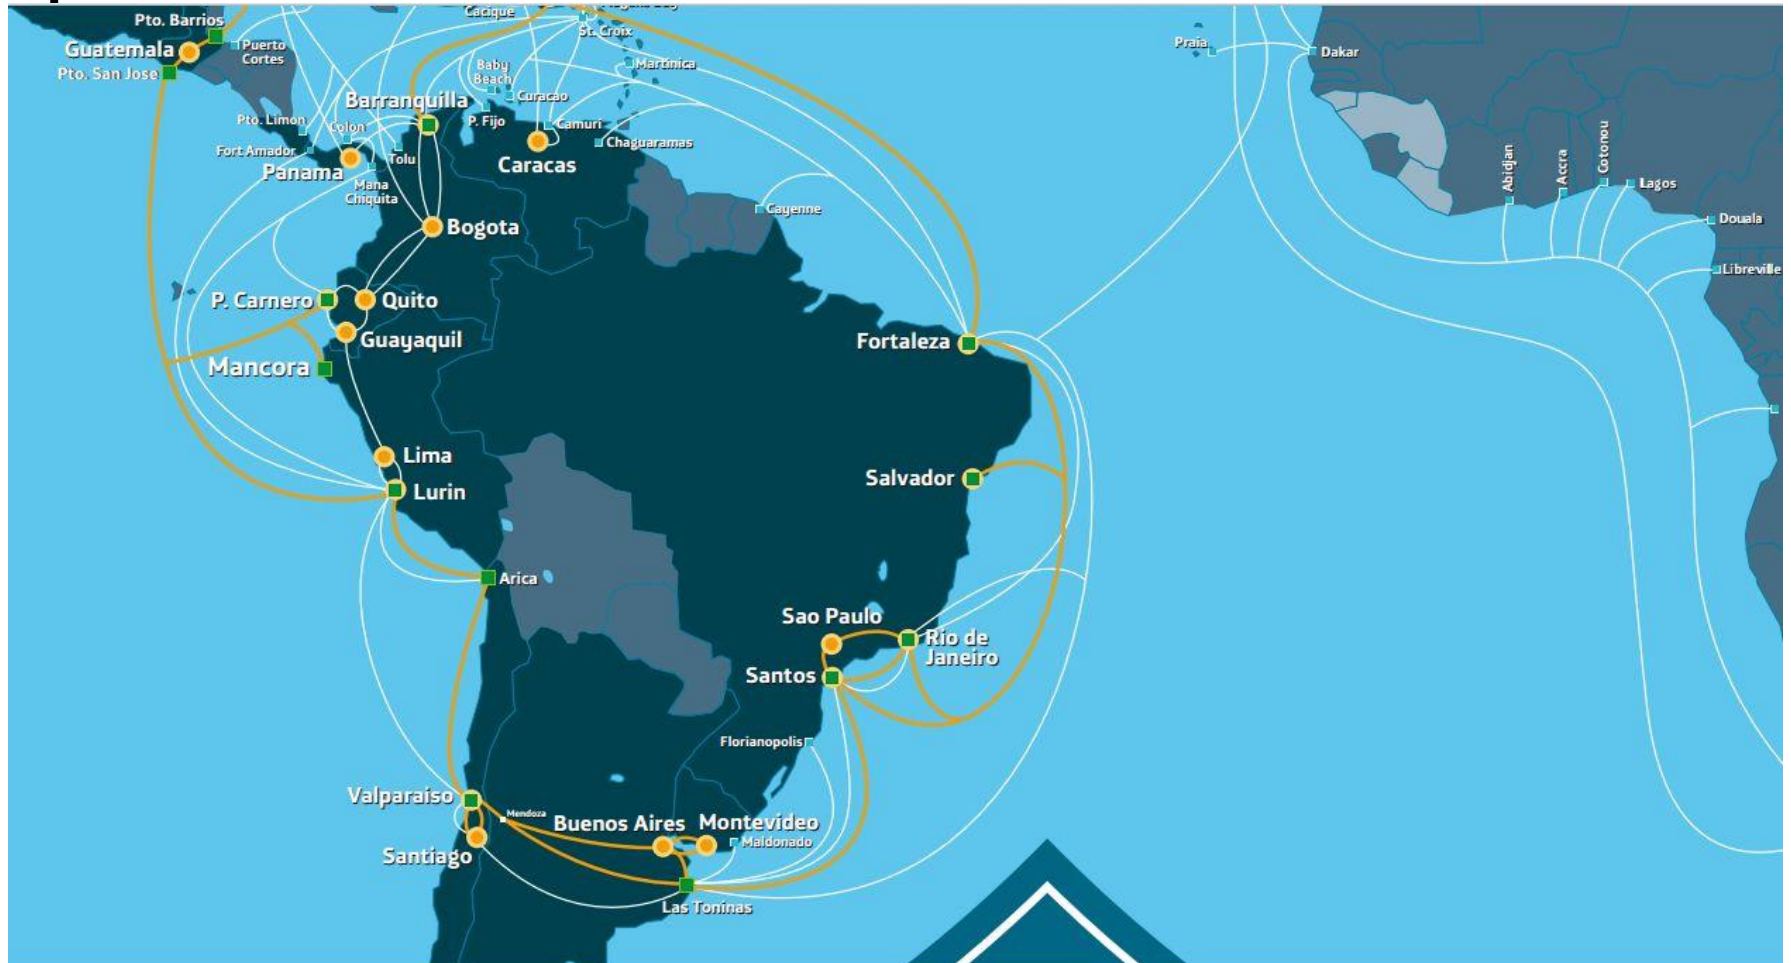 Cacique
Pto. Barrios
St. Croix
Praia
Dakar
Guatemala
Puerto
Cortes
Pto. San Jose
Baby
Beach
Martinica
Curacao
Barranquilla
P. Fijo
Camuri
Pto. Limon
Colon
Chaguaramas
Fort Amador
Tolu
Caracas
Panama
Mana
Chiquita
Abidjan
Accra
Cotonou
Lagos
Cayenne
Douala
Bogota
Libreville
P. Carnero
Quito
Guayaquil
Fortaleza
Mancora
Lima
Lurin
Salvador
Arica
Sao Paulo
Rio de
Janeiro
Santos
Florianopolis
Valparaiso
Mendoza
Buenos Aires
Montevideo
Maldonado
Santiago
Las Toninas